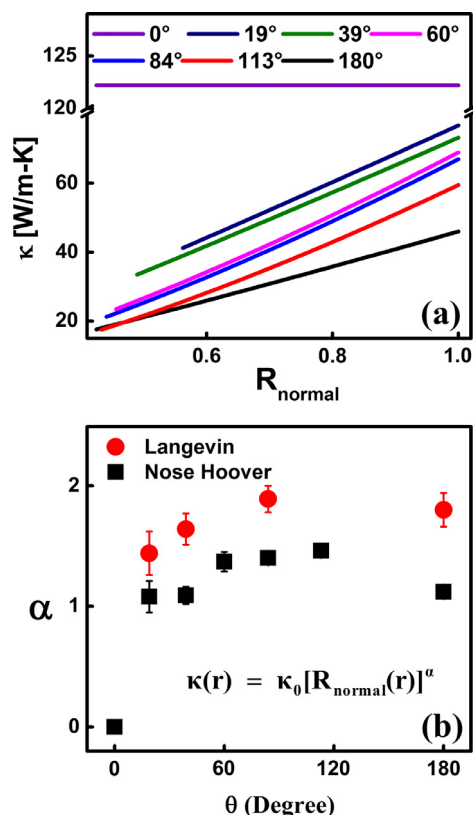 (a)
0° 19° 39° 60°
84° 113° 180°
125
120
60
40
20
κ [W/m-K]
0.6 0.8 1.0
R_normal
(b)
Langevin
Nose Hoover
2
1
0
α
κ(r) = κ₀[R_normal(r)]^α
0 60 120 180
θ (Degree)